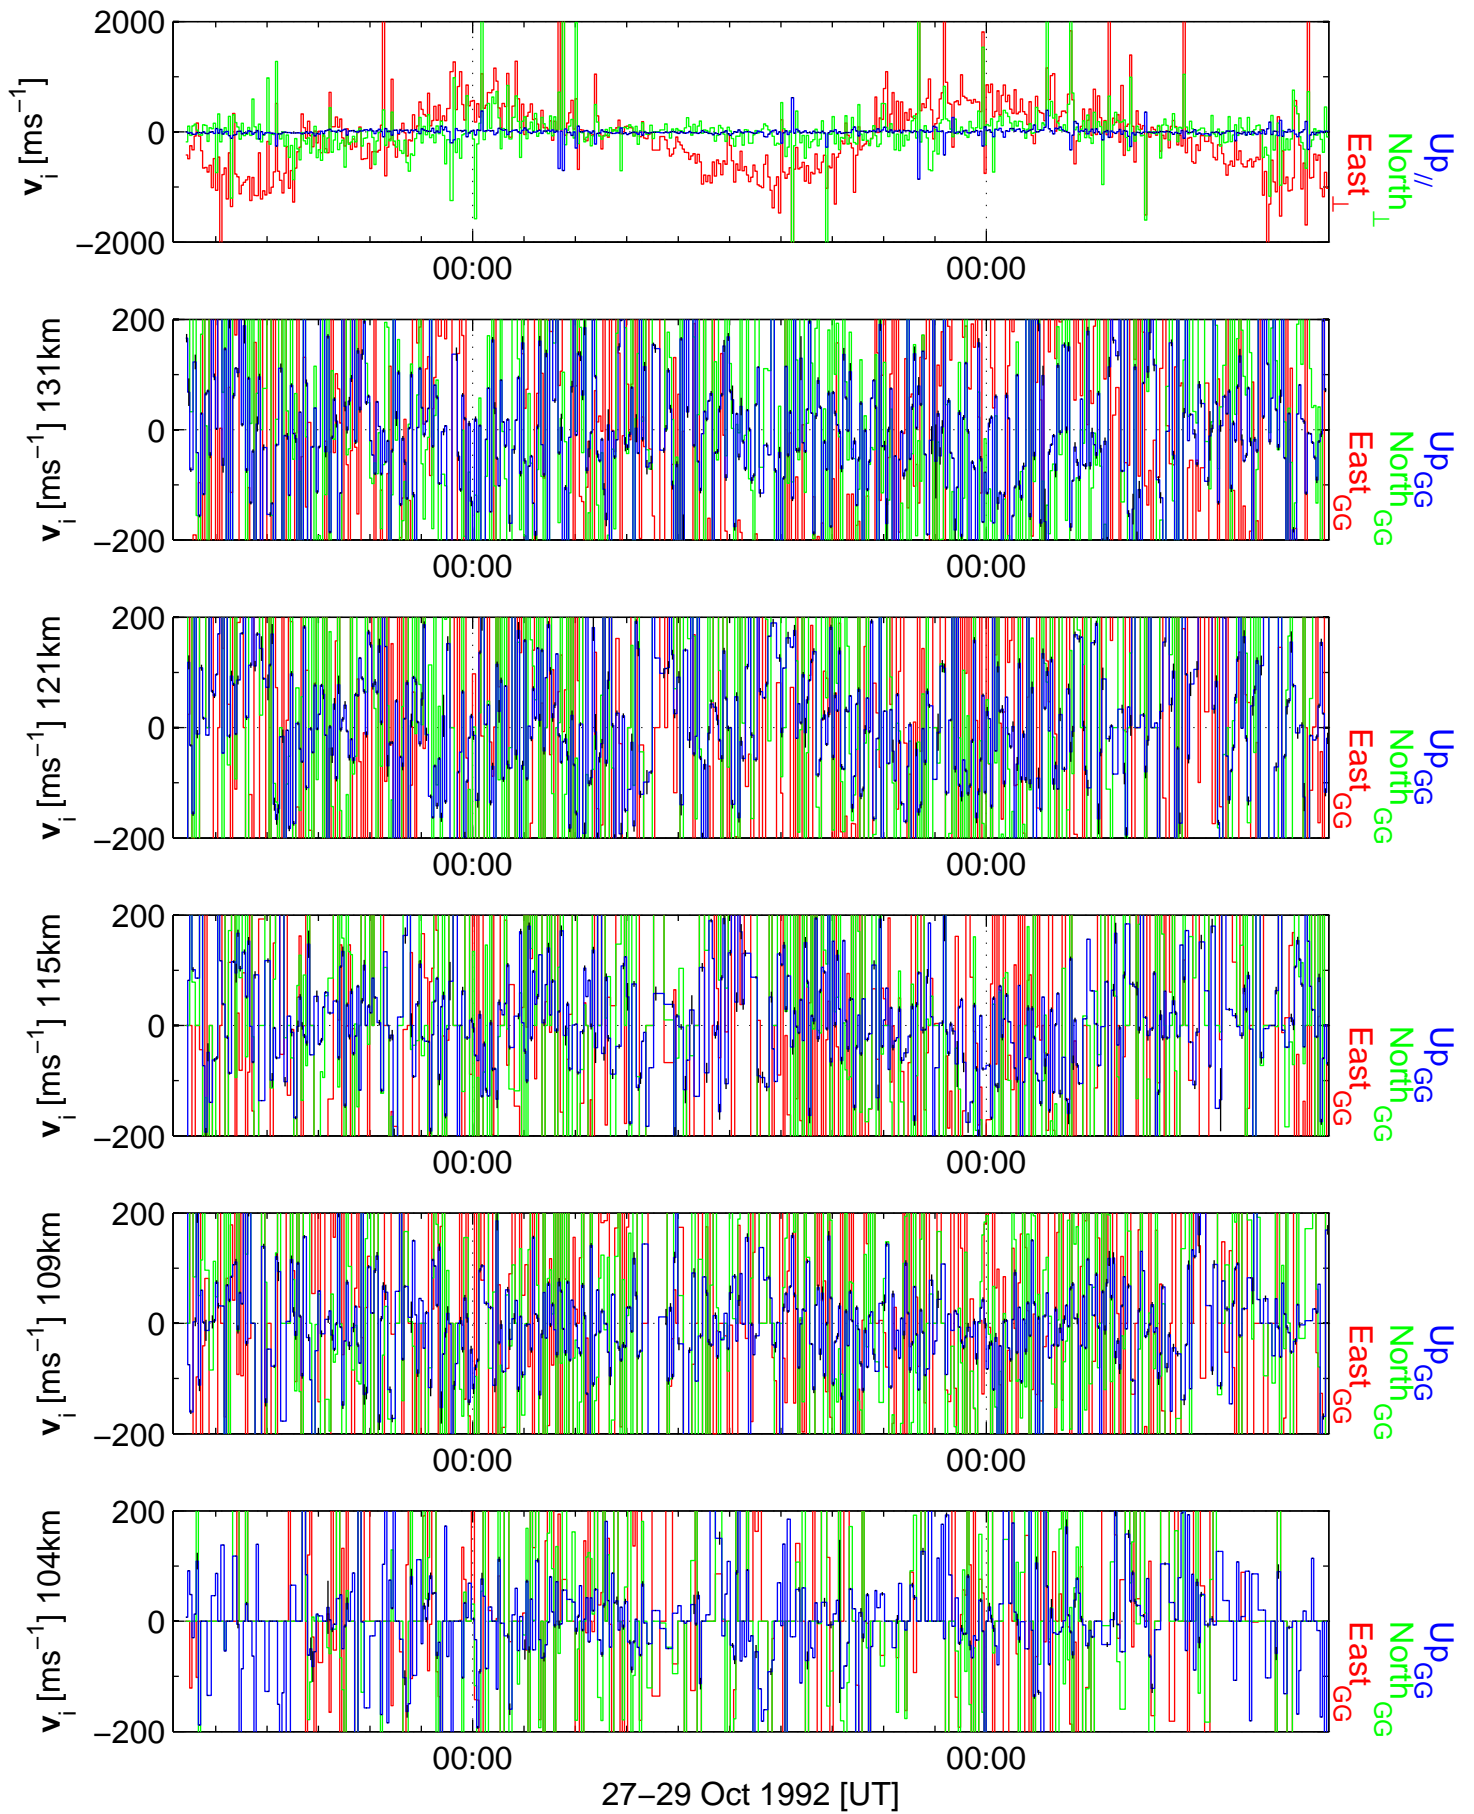 2000
0
−2000
v_i [ms⁻¹]
00:00 00:00
East_⊥
North_⊥
Up_//
200
0
−200
v_i [ms⁻¹] 131km
00:00 00:00
East_GG
North_GG
Up_GG
200
0
−200
v_i [ms⁻¹] 121km
00:00 00:00
East_GG
North_GG
Up_GG
200
0
−200
v_i [ms⁻¹] 115km
00:00 00:00
East_GG
North_GG
Up_GG
200
0
−200
v_i [ms⁻¹] 109km
00:00 00:00
East_GG
North_GG
Up_GG
200
0
−200
v_i [ms⁻¹] 104km
00:00 00:00
East_GG
North_GG
Up_GG
27−29 Oct 1992 [UT]